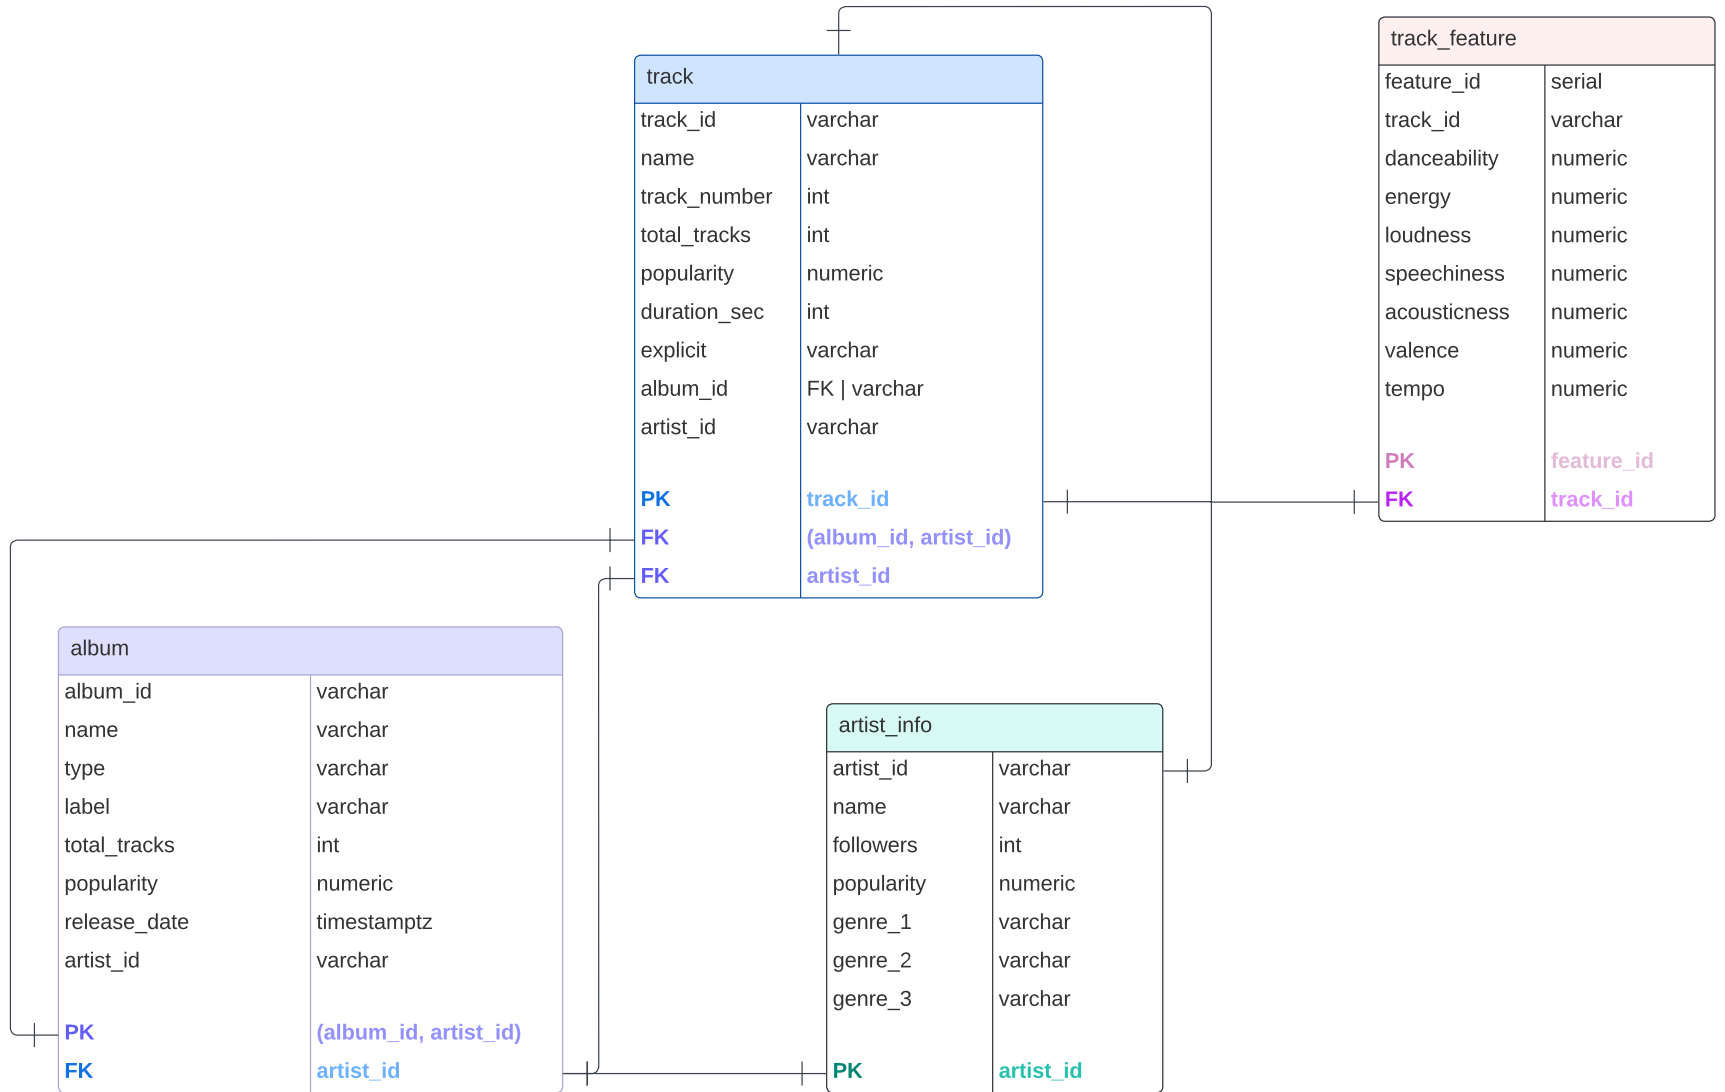 track
track_id varchar
name varchar
track_number int
total_tracks int
popularity numeric
duration_sec int
explicit varchar
album_id FK | varchar
artist_id varchar
PK track_id
FK (album_id, artist_id)
FK artist_id
track_feature
feature_id serial
track_id varchar
danceability numeric
energy numeric
loudness numeric
speechiness numeric
acousticness numeric
valence numeric
tempo numeric
PK feature_id
FK track_id
album
album_id varchar
name varchar
type varchar
label varchar
total_tracks int
popularity numeric
release_date timestamptz
artist_id varchar
PK (album_id, artist_id)
FK artist_id
artist_info
artist_id varchar
name varchar
followers int
popularity numeric
genre_1 varchar
genre_2 varchar
genre_3 varchar
PK artist_id